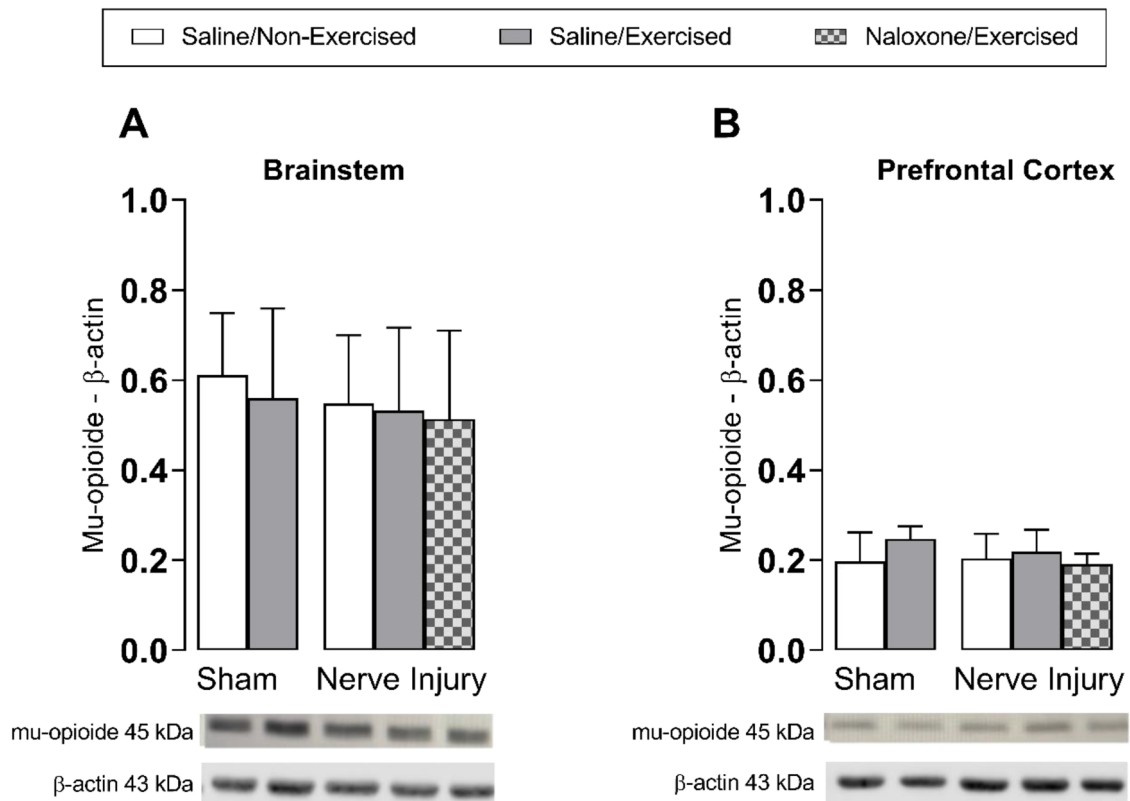 Saline/Non-Exercised Saline/Exercised Naloxone/Exercised
A
Brainstem
Mu-opioide - β-actin
1.0
0.8
0.6
0.4
0.2
0.0
Sham Nerve Injury
mu-opioide 45 kDa
β-actin 43 kDa
B
Prefrontal Cortex
Mu-opioide - β-actin
1.0
0.8
0.6
0.4
0.2
0.0
Sham Nerve Injury
mu-opioide 45 kDa
β-actin 43 kDa